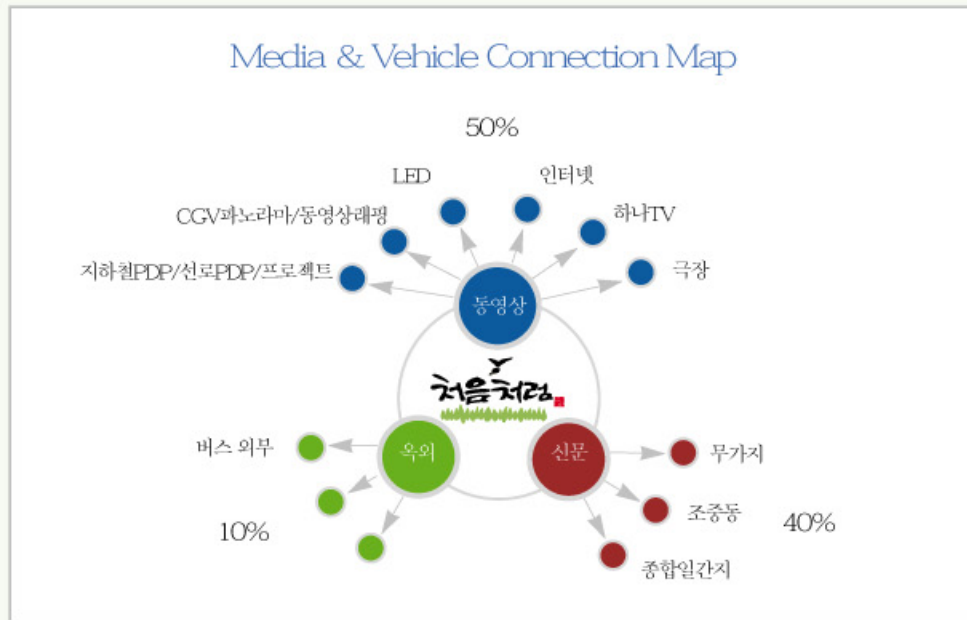 Media & Vehicle Connection Map
50%
LED
인터넷
CGV파노라마/동영상래핑
하나TV
지하철PDP/선로PDP/프로젝트
극장
동영상
처음처럼
버스 외부
옥외
신문
무가지
10%
조중동
40%
종합일간지